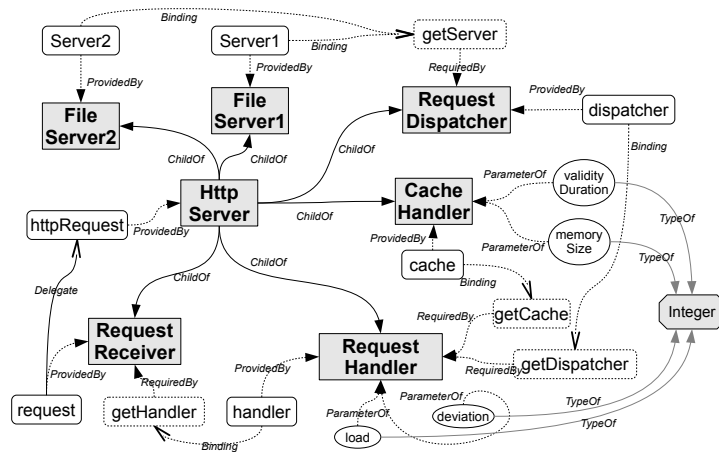 Binding
Server2
Server1
Binding
getServer
ProvidedBy
ProvidedBy
RequiredBy
File
Server2
File
Server1
Request
Dispatcher
ProvidedBy
dispatcher
Binding
ChildOf
ChildOf
ChildOf
Http
Server
ChildOf
Cache
Handler
ParameterOf
validity
Duration
httpRequest
ProvidedBy
ParameterOf
memory
Size
TypeOf
ProvidedBy
cache
TypeOf
Binding
Delegate
ChildOf
ChildOf
getCache
Integer
RequiredBy
Request
Receiver
Request
Handler
getDispatcher
RequiredBy
ProvidedBy
RequiredBy
ProvidedBy
request
getHandler
handler
ParameterOf
ParameterOf
deviation
TypeOf
load
TypeOf
Binding